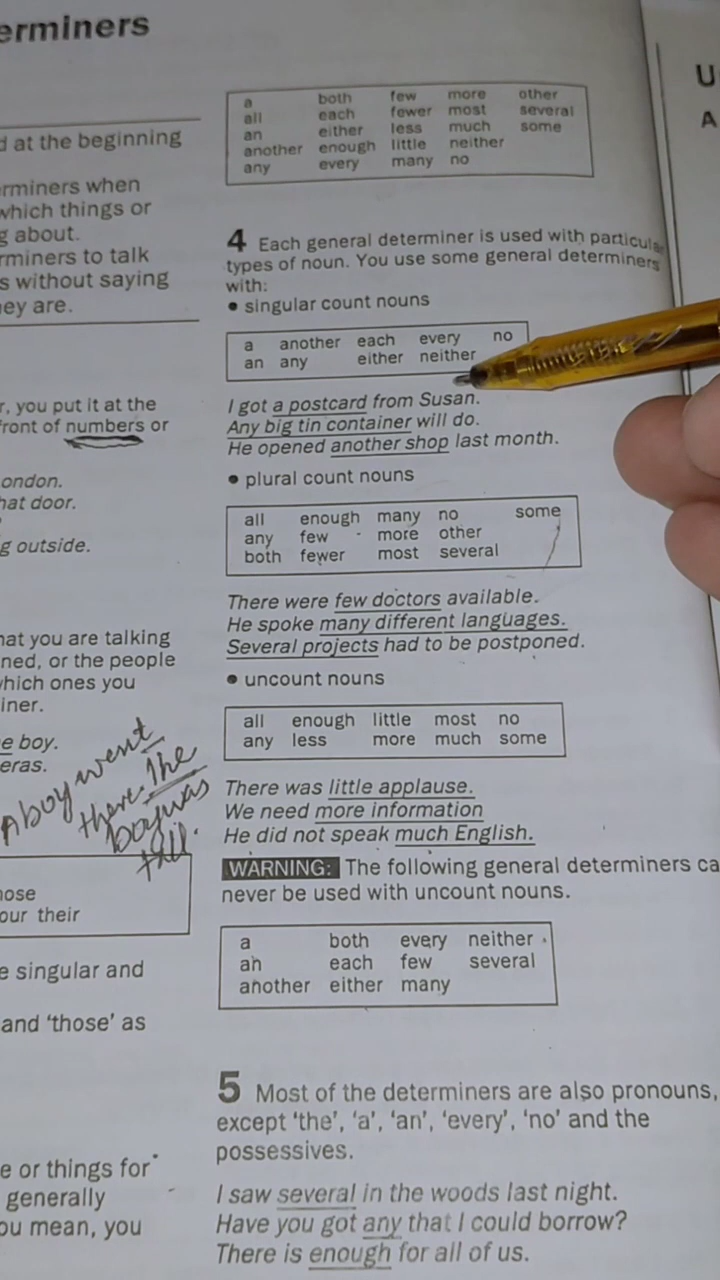 erminers
d at the beginning
erminers when
which things or
g about.
rminers to talk
s without saying
ney are.
r, you put it at the
front of numbers or
ondon.
hat door.
g outside.
hat you are talking
ned, or the people
which ones you
iner.
e boy.
eras.
A boy went
there. The
boy was
tall.
nose
our their
e singular and
and 'those' as
e or things for
generally
ou mean, you
a both few more other
all each fewer most several
an either less much some
another enough little neither
any every many no
4 Each general determiner is used with particular
types of noun. You use some general determiners
with:
• singular count nouns
a another each every no
an any either neither
I got a postcard from Susan.
Any big tin container will do.
He opened another shop last month.
• plural count nouns
all enough many no some
any few more other
both fewer most several
There were few doctors available.
He spoke many different languages.
Several projects had to be postponed.
• uncount nouns
all enough little most no
any less more much some
There was little applause.
We need more information
He did not speak much English.
WARNING: The following general determiners ca
never be used with uncount nouns.
a both every neither
an each few several
another either many
5 Most of the determiners are also pronouns,
except 'the', 'a', 'an', 'every', 'no' and the
possessives.
I saw several in the woods last night.
Have you got any that I could borrow?
There is enough for all of us.
U
A